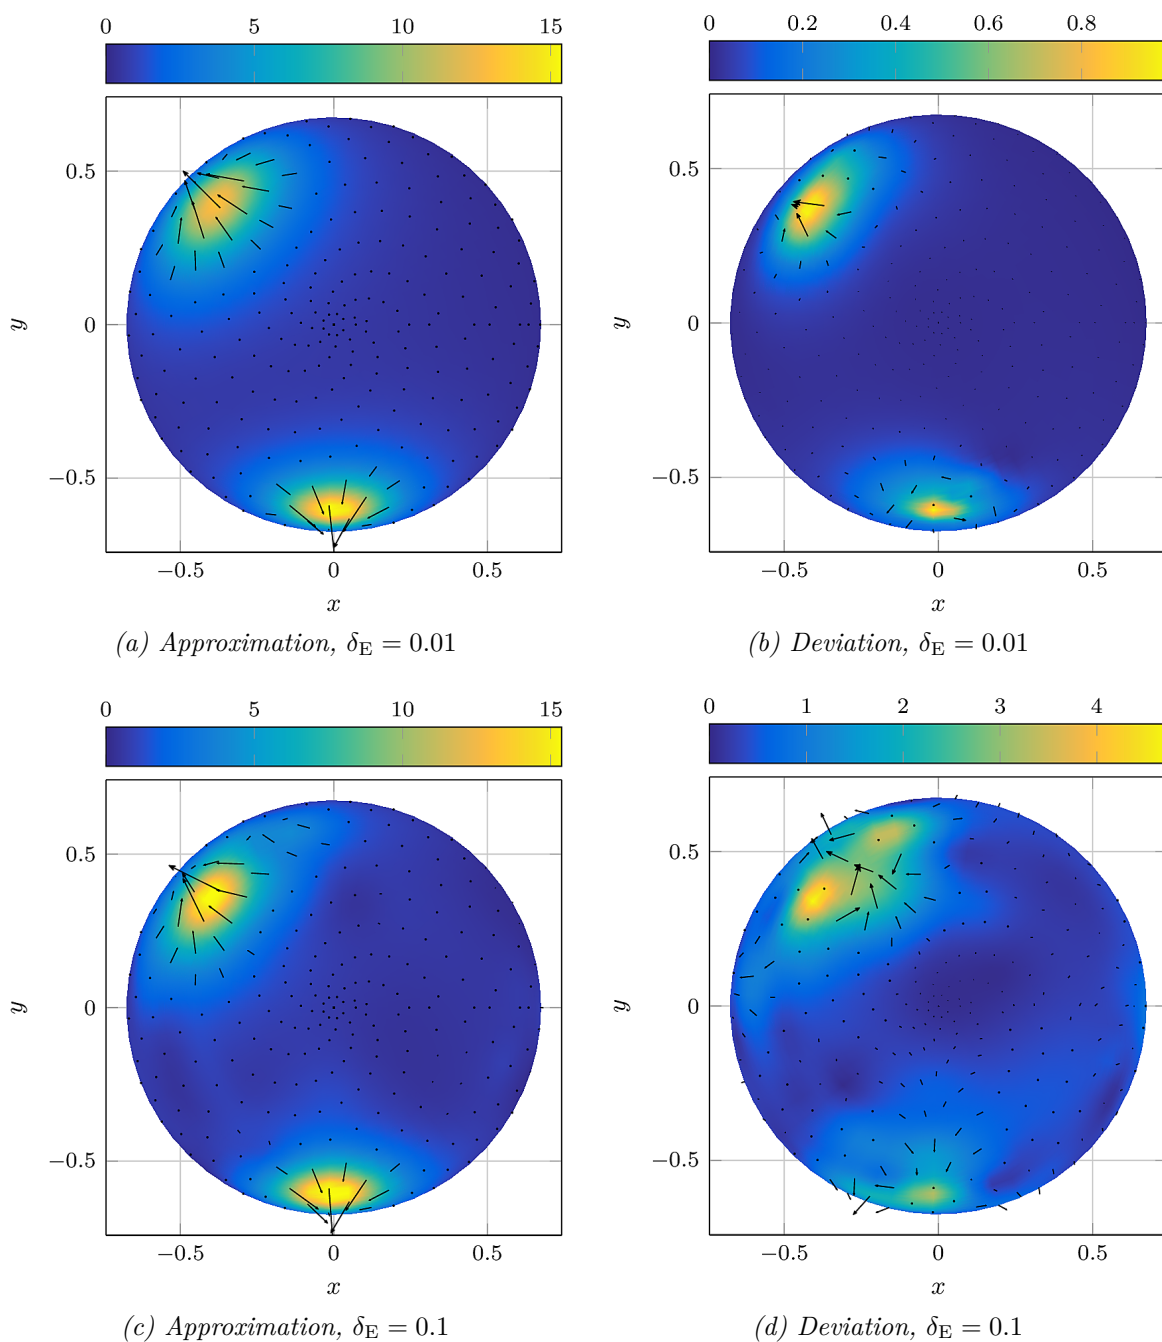 0 5 10 15
0 0.2 0.4 0.6 0.8
0.5
0
−0.5
y
−0.5 0 0.5
x
0.5
0
−0.5
y
−0.5 0 0.5
x
(a) Approximation, δE = 0.01
(b) Deviation, δE = 0.01
0 5 10 15
0 1 2 3 4
0.5
0
−0.5
y
−0.5 0 0.5
x
0.5
0
−0.5
y
−0.5 0 0.5
x
(c) Approximation, δE = 0.1
(d) Deviation, δE = 0.1